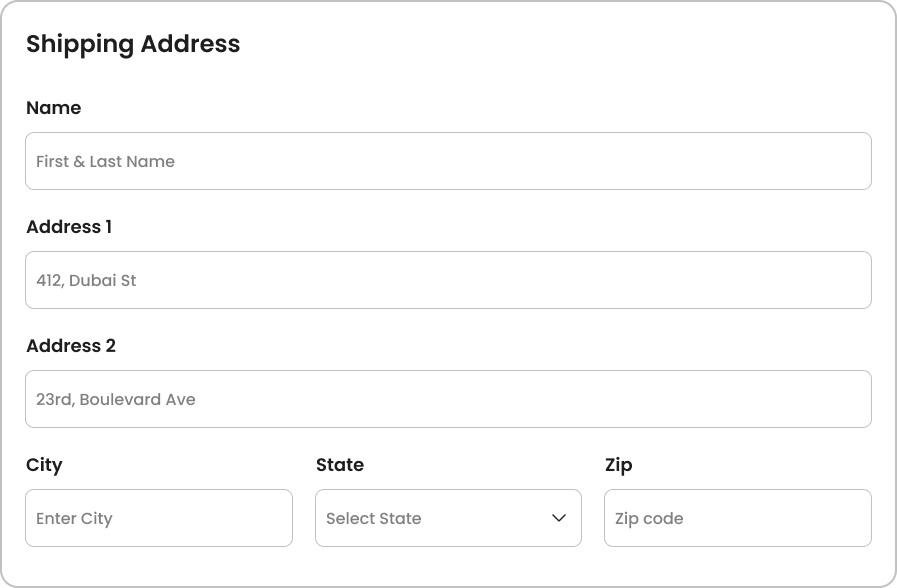 Shipping Address
Name
First & Last Name
Address 1
412, Dubai St
Address 2
23rd, Boulevard Ave
City State Zip
Enter City Select State Zip code